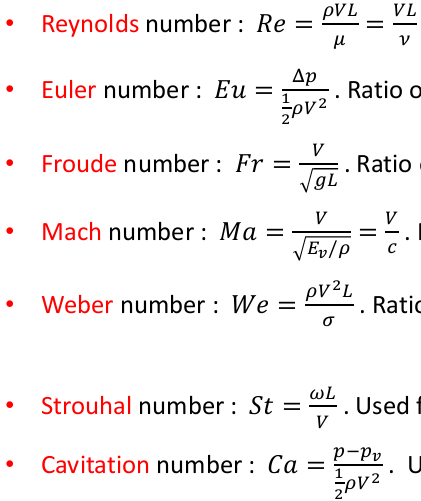 • Reynolds number : Re = ρVL/μ = VL/ν
• Euler number : Eu = Δp/(½ρV²) . Ratio o
• Froude number : Fr = V/√(gL) . Ratio
• Mach number : Ma = V/√(E_v/ρ) = V/c .
• Weber number : We = ρV²L/σ . Ratio
• Strouhal number : St = ωL/V . Used f
• Cavitation number : Ca = (p−p_v)/(½ρV²) . U